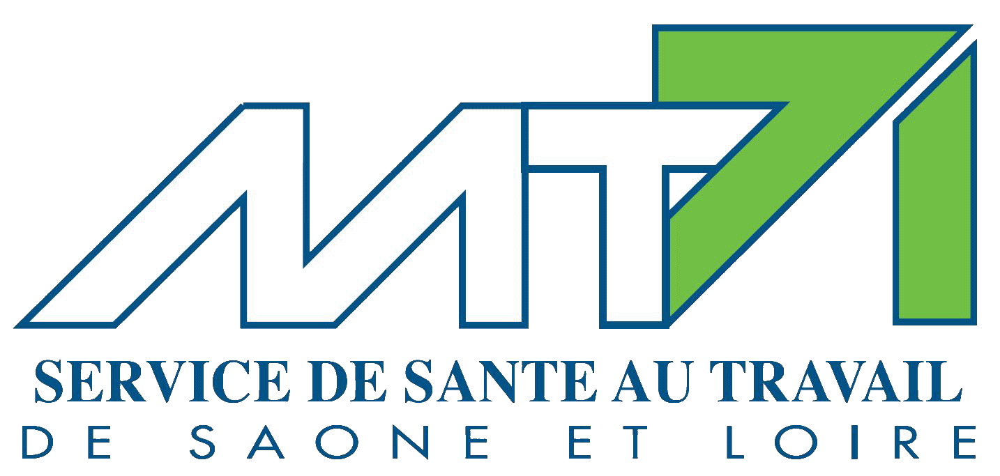 MT71
SERVICE DE SANTE AU TRAVAIL
DE SAONE ET LOIRE